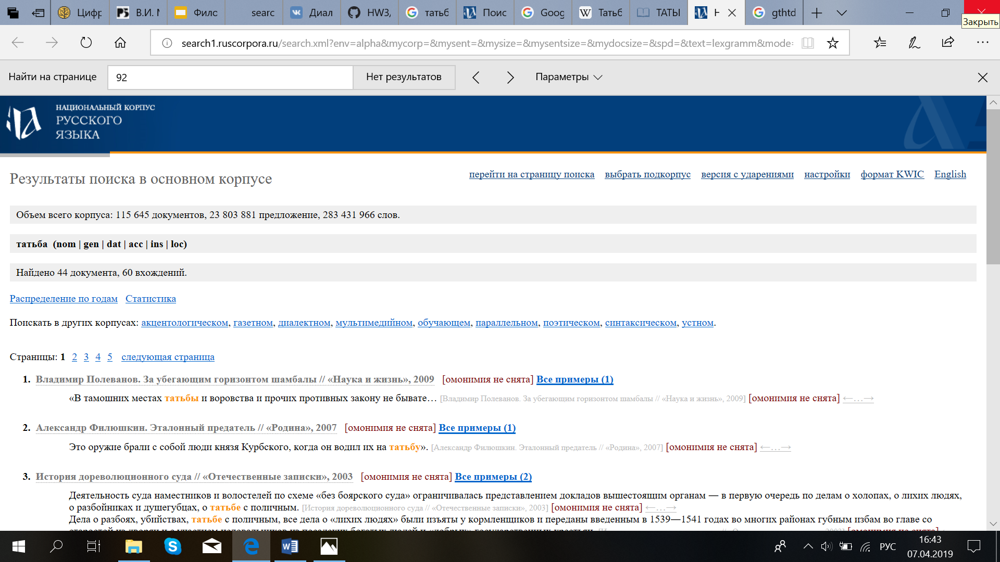 Цифр
В.И. М
Фило
searc
Диал
HW3,
татьб
Поис
Goog
Татьб
ТАТЫ
Н
gthtd
Закрыть
search1.ruscorpora.ru/search.xml?env=alpha&mycorp=&mysent=&mysize=&mysentsize=&mydocsize=&spd=&text=lexgramm&mode=
Найти на странице 92 Нет результатов Параметры
НАЦИОНАЛЬНЫЙ КОРПУС
РУССКОГО
ЯЗЫКА
Результаты поиска в основном корпусе
перейти на страницу поиска выбрать подкорпус версия с ударениями настройки формат KWIC English
Объем всего корпуса: 115 645 документов, 23 803 881 предложение, 283 431 966 слов.
татьба (nom | gen | dat | acc | ins | loc)
Найдено 44 документа, 60 вхождений.
Распределение по годам Статистика
Поискать в других корпусах: акцентологическом, газетном, диалектном, мультимедийном, обучающем, параллельном, поэтическом, синтаксическом, устном.
Страницы: 1 2 3 4 5 следующая страница
1. Владимир Полеванов. За убегающим горизонтом шамбалы // «Наука и жизнь», 2009 [омонимия не снята] Все примеры (1)
«В тамошних местах татьбы и воровства и прочих противных закону не бывате… [Владимир Полеванов. За убегающим горизонтом шамбалы // «Наука и жизнь», 2009] [омонимия не снята] ←…→
2. Александр Филюшкин. Эталонный предатель // «Родина», 2007 [омонимия не снята] Все примеры (1)
Это оружие брали с собой люди князя Курбского, когда он водил их на татьбу». [Александр Филюшкин. Эталонный предатель // «Родина», 2007] [омонимия не снята] ←…→
3. История дореволюционного суда // «Отечественные записки», 2003 [омонимия не снята] Все примеры (2)
Деятельность суда наместников и волостелей по схеме «без боярского суда» ограничивалась представлением докладов вышестоящим органам — в первую очередь по делам о холопах, о лихих людях,
о разбойниках и душегубцах, о татьбе с поличным. [История дореволюционного суда // «Отечественные записки», 2003] [омонимия не снята] ←…→
Дела о разбоях, убийствах, татьбе с поличным, все дела о «лихих людях» были изъяты у кормленщиков и переданы введенным в 1539—1541 годах во многих районах губным избам во главе со
РУС
16:43
07.04.2019